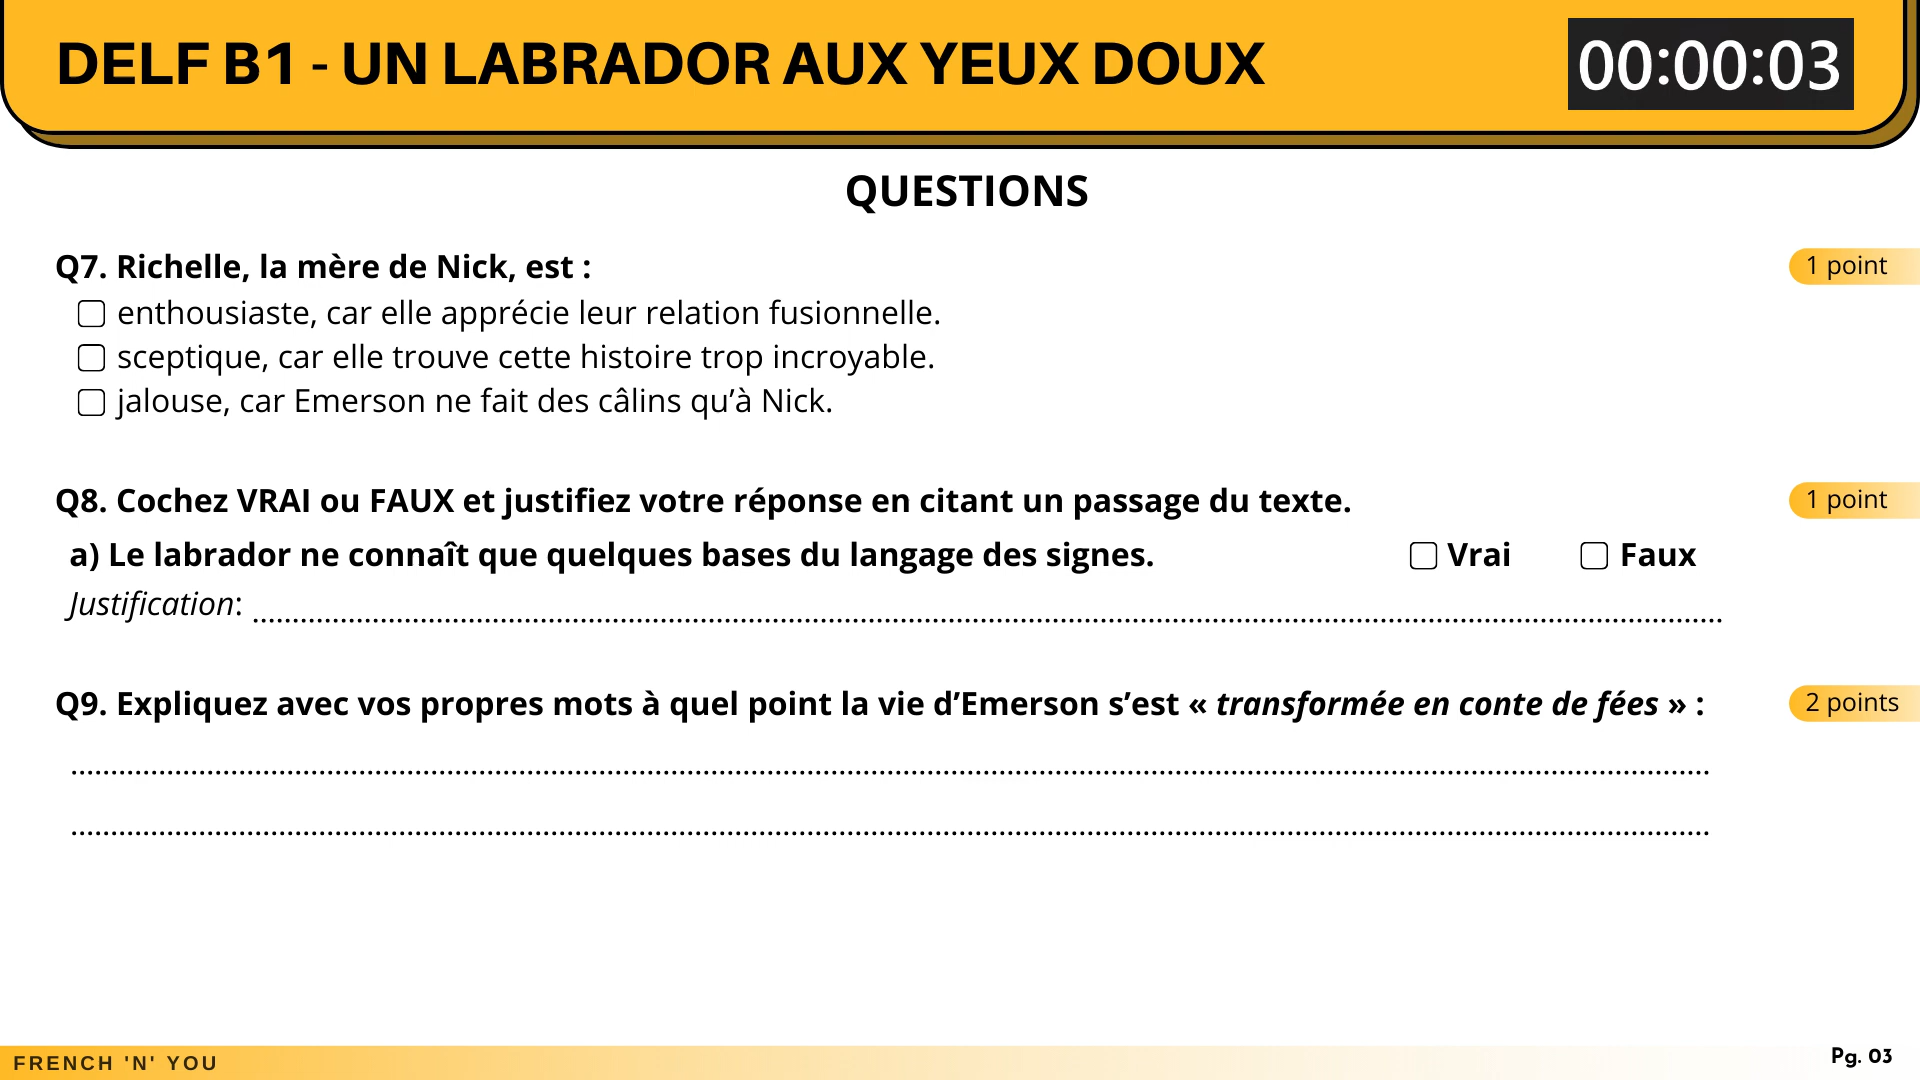 DELF B1 - UN LABRADOR AUX YEUX DOUX
00:00:03
QUESTIONS
Q7. Richelle, la mère de Nick, est :
1 point
enthousiaste, car elle apprécie leur relation fusionnelle.
sceptique, car elle trouve cette histoire trop incroyable.
jalouse, car Emerson ne fait des câlins qu’à Nick.
Q8. Cochez VRAI ou FAUX et justifiez votre réponse en citant un passage du texte.
1 point
a) Le labrador ne connaît que quelques bases du langage des signes.
Vrai
Faux
Justification:
Q9. Expliquez avec vos propres mots à quel point la vie d’Emerson s’est « transformée en conte de fées » :
2 points
FRENCH 'N' YOU
Pg. 03